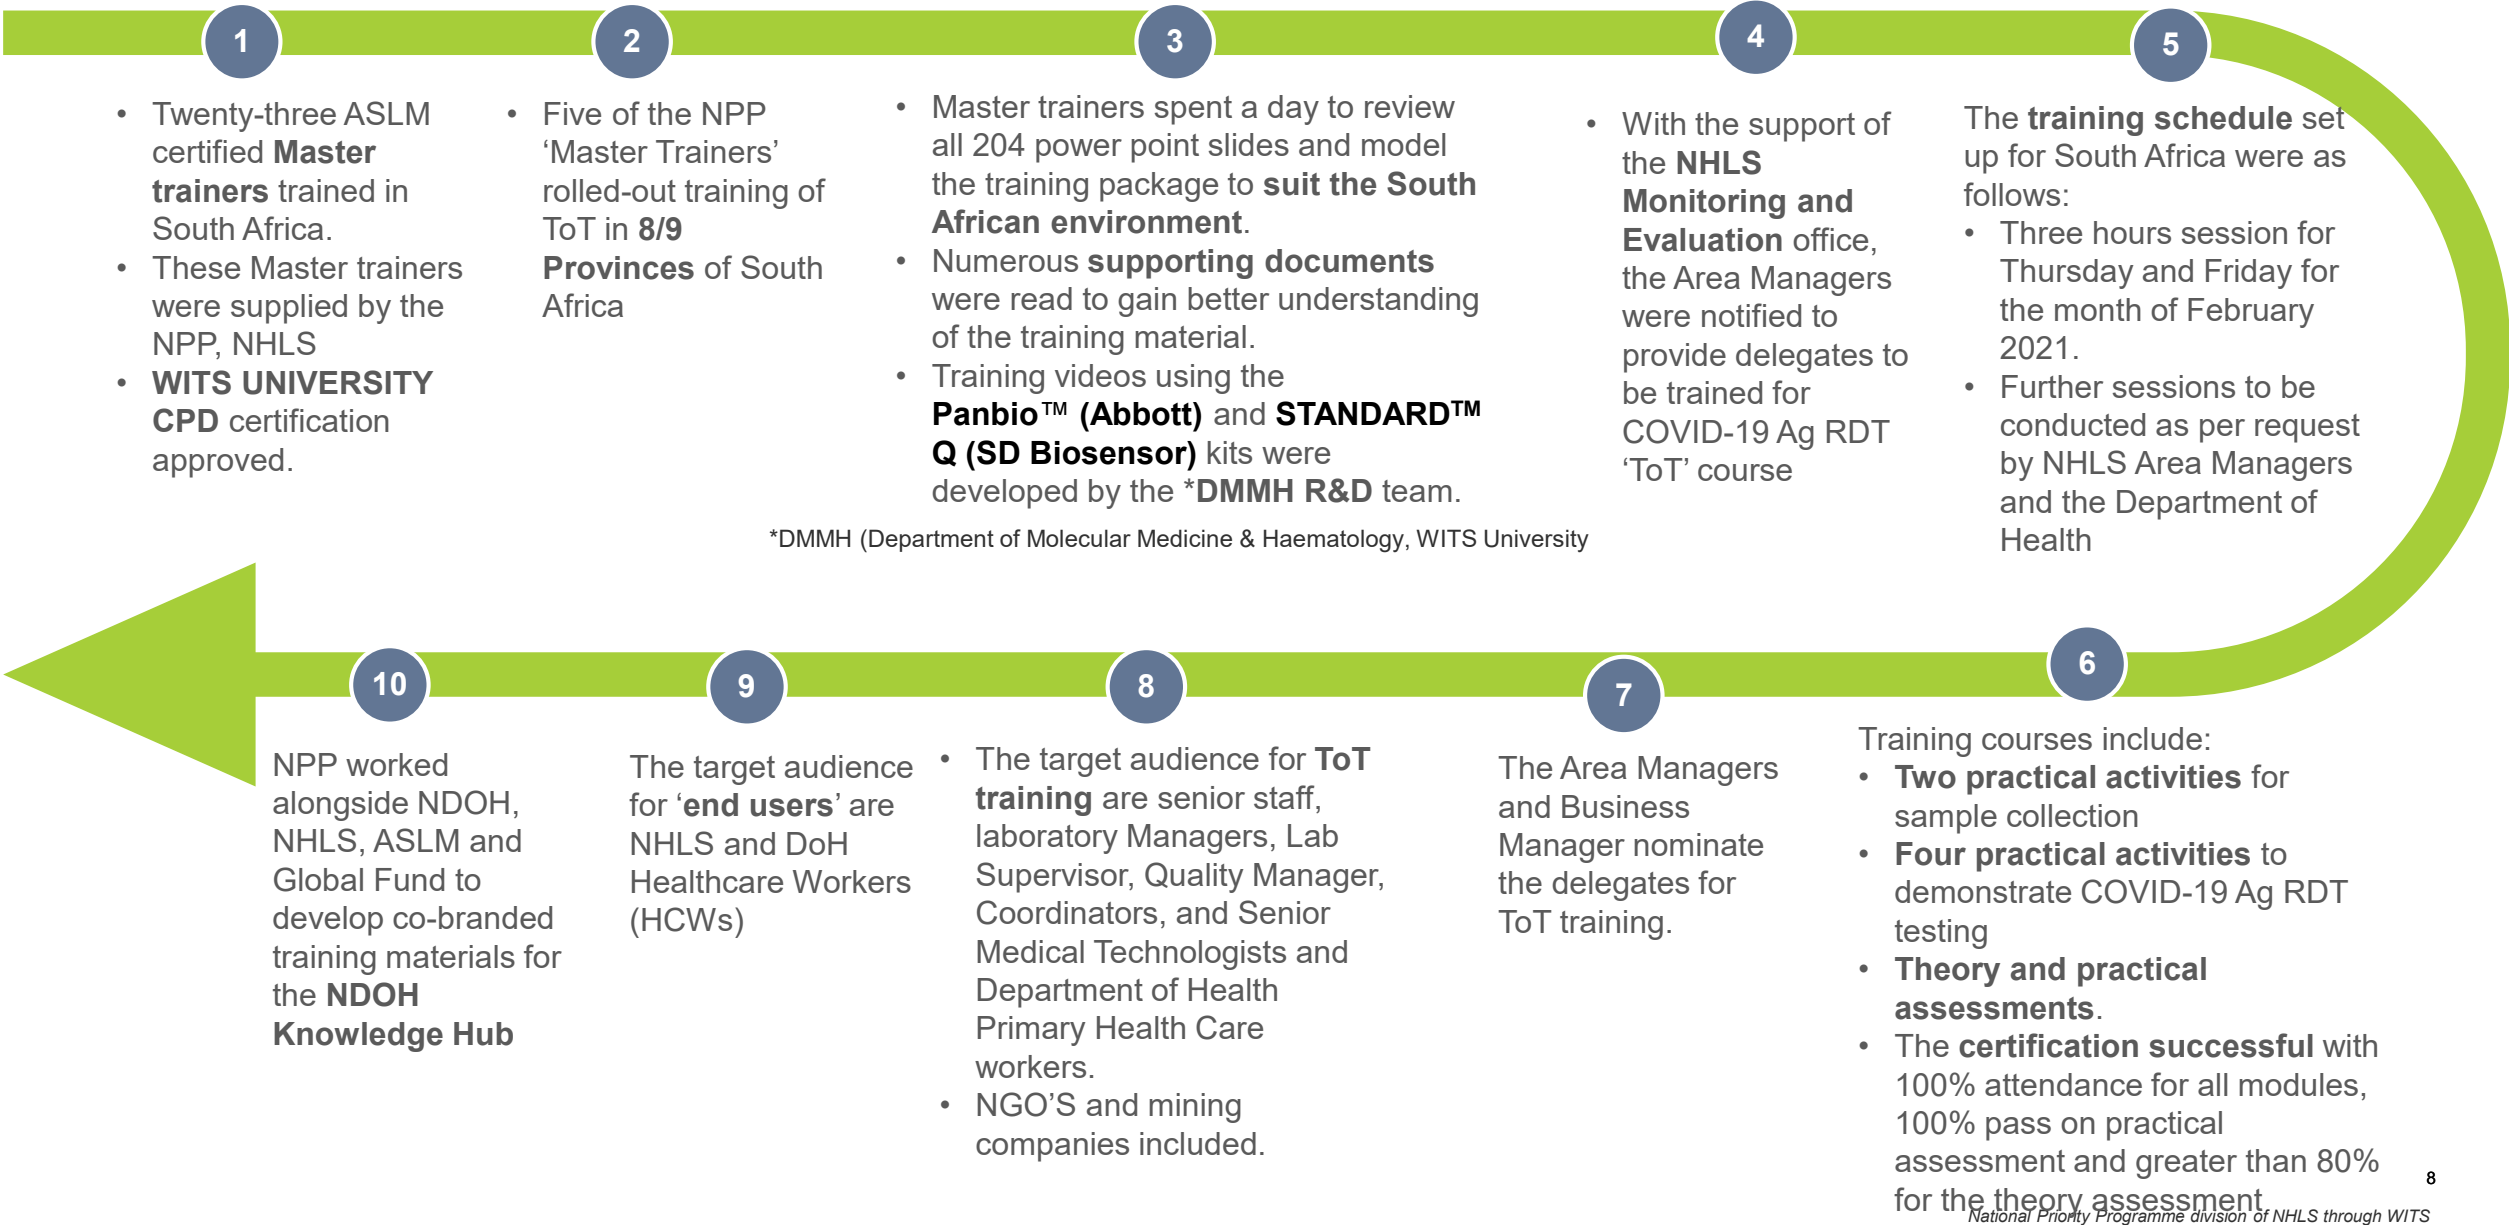 1
• Twenty-three ASLM
certified Master
trainers trained in
South Africa.
• These Master trainers
were supplied by the
NPP, NHLS
• WITS UNIVERSITY
CPD certification
approved.
2
• Five of the NPP
‘Master Trainers’
rolled-out training of
ToT in 8/9
Provinces of South
Africa
3
• Master trainers spent a day to review
all 204 power point slides and model
the training package to suit the South
African environment.
• Numerous supporting documents
were read to gain better understanding
of the training material.
• Training videos using the
Panbio™ (Abbott) and STANDARD™
Q (SD Biosensor) kits were
developed by the *DMMH R&D team.
*DMMH (Department of Molecular Medicine & Haematology, WITS University
4
• With the support of
the NHLS
Monitoring and
Evaluation office,
the Area Managers
were notified to
provide delegates to
be trained for
COVID-19 Ag RDT
‘ToT’ course
5
The training schedule set
up for South Africa were as
follows:
• Three hours session for
Thursday and Friday for
the month of February
2021.
• Further sessions to be
conducted as per request
by NHLS Area Managers
and the Department of
Health
6
Training courses include:
• Two practical activities for
sample collection
• Four practical activities to
demonstrate COVID-19 Ag RDT
testing
• Theory and practical
assessments.
• The certification successful with
100% attendance for all modules,
100% pass on practical
assessment and greater than 80%
for the theory assessment
7
The Area Managers
and Business
Manager nominate
the delegates for
ToT training.
8
• The target audience for ToT
training are senior staff,
laboratory Managers, Lab
Supervisor, Quality Manager,
Coordinators, and Senior
Medical Technologists and
Department of Health
Primary Health Care
workers.
• NGO’S and mining
companies included.
9
The target audience
for ‘end users’ are
NHLS and DoH
Healthcare Workers
(HCWs)
10
NPP worked
alongside NDOH,
NHLS, ASLM and
Global Fund to
develop co-branded
training materials for
the NDOH
Knowledge Hub
8
National Priority Programme division of NHLS through WITS